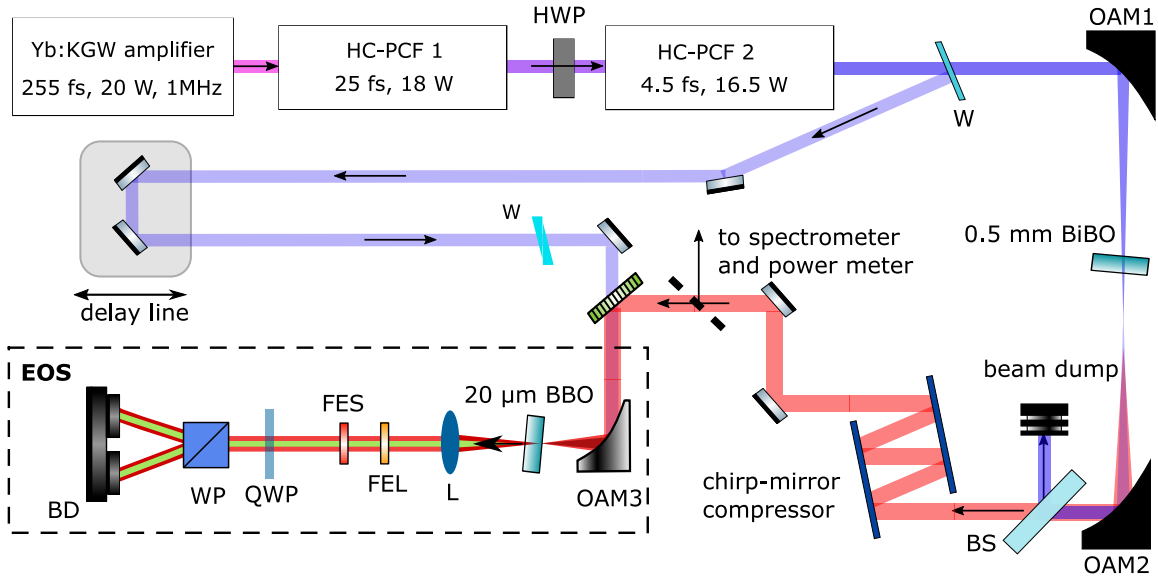 HWP
OAM1
Yb:KGW amplifier
255 fs, 20 W, 1MHz
HC-PCF 1
25 fs, 18 W
HC-PCF 2
4.5 fs, 16.5 W
W
W
to spectrometer
and power meter
0.5 mm BiBO
delay line
EOS
20 µm BBO
beam dump
FES
FEL
L
OAM3
WP
QWP
BD
chirp-mirror
compressor
BS
OAM2